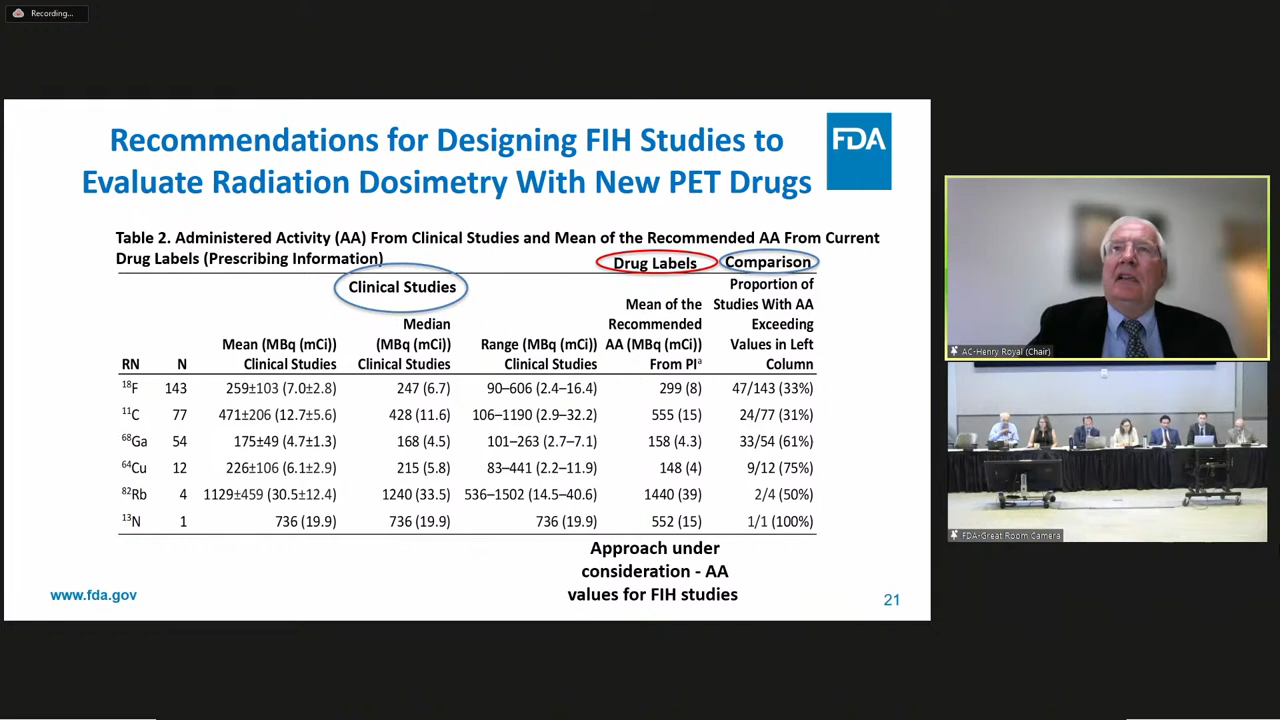 Recording...
Recommendations for Designing FIH Studies to
Evaluate Radiation Dosimetry With New PET Drugs
FDA
Table 2. Administered Activity (AA) From Clinical Studies and Mean of the Recommended AA From Current
Drug Labels (Prescribing Information)
Clinical Studies
Drug Labels
Comparison
RN
N
Mean (MBq (mCi)
Clinical Studies
Median
(MBq (mCi)
Clinical Studies
Range (MBq (mCi)
Clinical Studies
Mean of the
Recommended
AA (MBq (mCi)
From PIᵃ
Proportion of
Studies With AA
Exceeding
Values in Left
Column
¹⁸F 143 259±103 (7.0±2.8) 247 (6.7) 90–606 (2.4–16.4) 299 (8) 47/143 (33%)
¹¹C 77 471±206 (12.7±5.6) 428 (11.6) 106–1190 (2.9–32.2) 555 (15) 24/77 (31%)
⁶⁸Ga 54 175±49 (4.7±1.3) 168 (4.5) 101–263 (2.7–7.1) 158 (4.3) 33/54 (61%)
⁶⁴Cu 12 226±106 (6.1±2.9) 215 (5.8) 83–441 (2.2–11.9) 148 (4) 9/12 (75%)
⁸²Rb 4 1129±459 (30.5±12.4) 1240 (33.5) 536–1502 (14.5–40.6) 1440 (39) 2/4 (50%)
¹³N 1 736 (19.9) 736 (19.9) 736 (19.9) 552 (15) 1/1 (100%)
Approach under
consideration - AA
values for FIH studies
www.fda.gov
21
AC-Henry Royal (Chair)
FDA-Great Room Camera